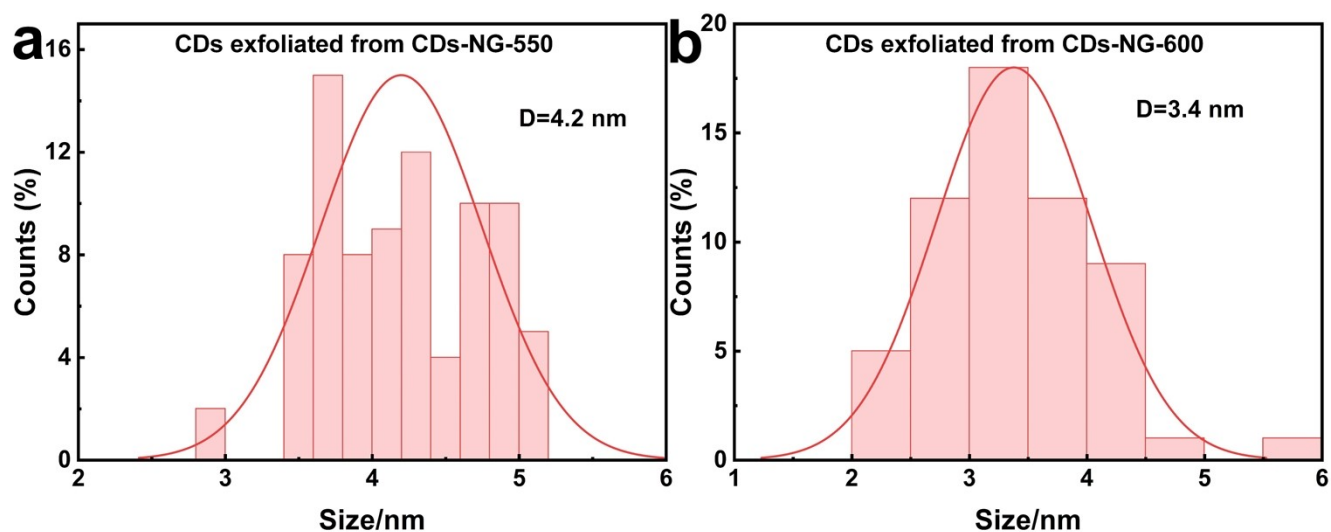 a
CDs exfoliated from CDs-NG-550
D=4.2 nm
Counts (%)
16
12
8
4
0
2
3
4
5
6
Size/nm
b
CDs exfoliated from CDs-NG-600
D=3.4 nm
Counts (%)
20
15
10
5
0
1
2
3
4
5
6
Size/nm